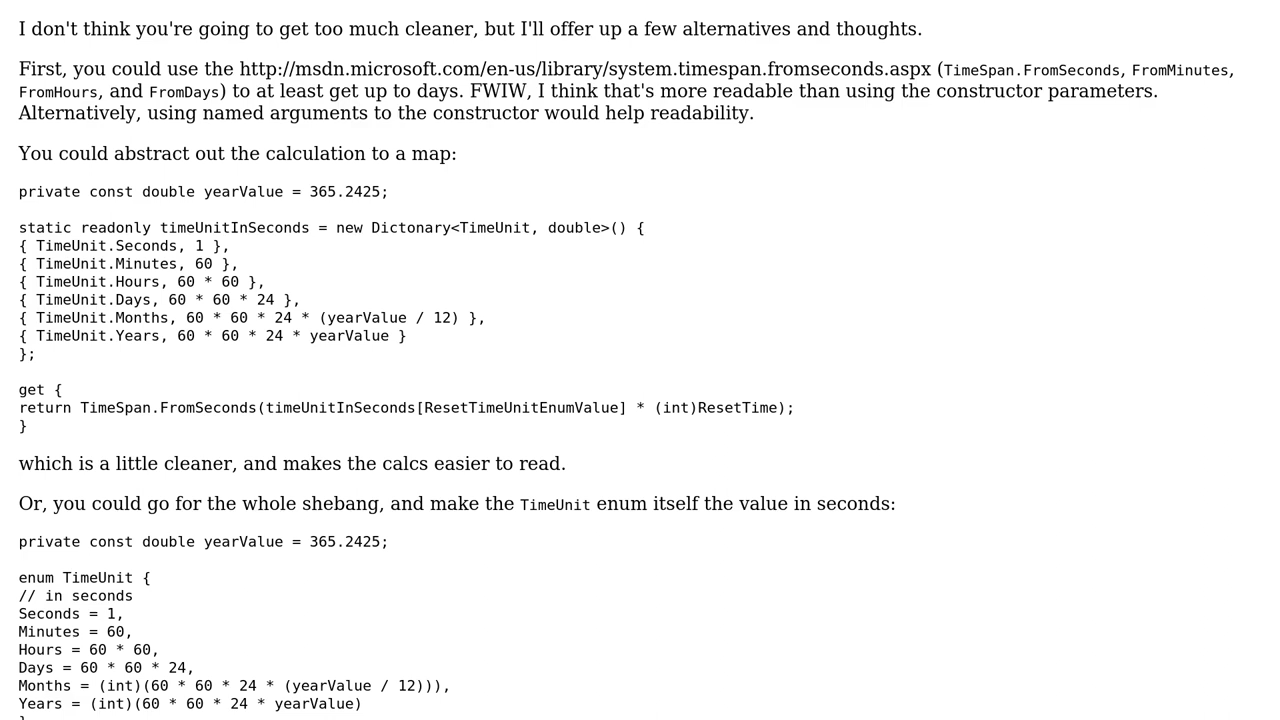 I don't think you're going to get too much cleaner, but I'll offer up a few alternatives and thoughts.
First, you could use the http://msdn.microsoft.com/en-us/library/system.timespan.fromseconds.aspx (TimeSpan.FromSeconds, FromMinutes,
FromHours, and FromDays) to at least get up to days. FWIW, I think that's more readable than using the constructor parameters.
Alternatively, using named arguments to the constructor would help readability.
You could abstract out the calculation to a map:
private const double yearValue = 365.2425;
static readonly timeUnitInSeconds = new Dictonary<TimeUnit, double>() {
{ TimeUnit.Seconds, 1 },
{ TimeUnit.Minutes, 60 },
{ TimeUnit.Hours, 60 * 60 },
{ TimeUnit.Days, 60 * 60 * 24 },
{ TimeUnit.Months, 60 * 60 * 24 * (yearValue / 12) },
{ TimeUnit.Years, 60 * 60 * 24 * yearValue }
};
get {
return TimeSpan.FromSeconds(timeUnitInSeconds[ResetTimeUnitEnumValue] * (int)ResetTime);
}
which is a little cleaner, and makes the calcs easier to read.
Or, you could go for the whole shebang, and make the TimeUnit enum itself the value in seconds:
private const double yearValue = 365.2425;
enum TimeUnit {
// in seconds
Seconds = 1,
Minutes = 60,
Hours = 60 * 60,
Days = 60 * 60 * 24,
Months = (int)(60 * 60 * 24 * (yearValue / 12))),
Years = (int)(60 * 60 * 24 * yearValue)
}